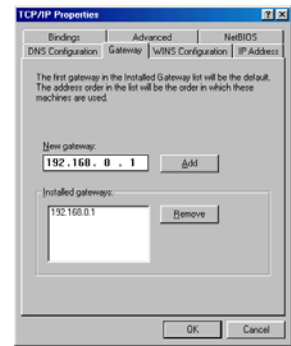 TCP/IP Properties
Bindings Advanced NetBIOS
DNS Configuration Gateway WINS Configuration IP Address
The first gateway in the Installed Gateway list will be the default.
The address order in the list will be the order in which these
machines are used.
New gateway:
192.168. 0 . 1 Add
Installed gateways:
192.168.0.1 Remove
OK Cancel